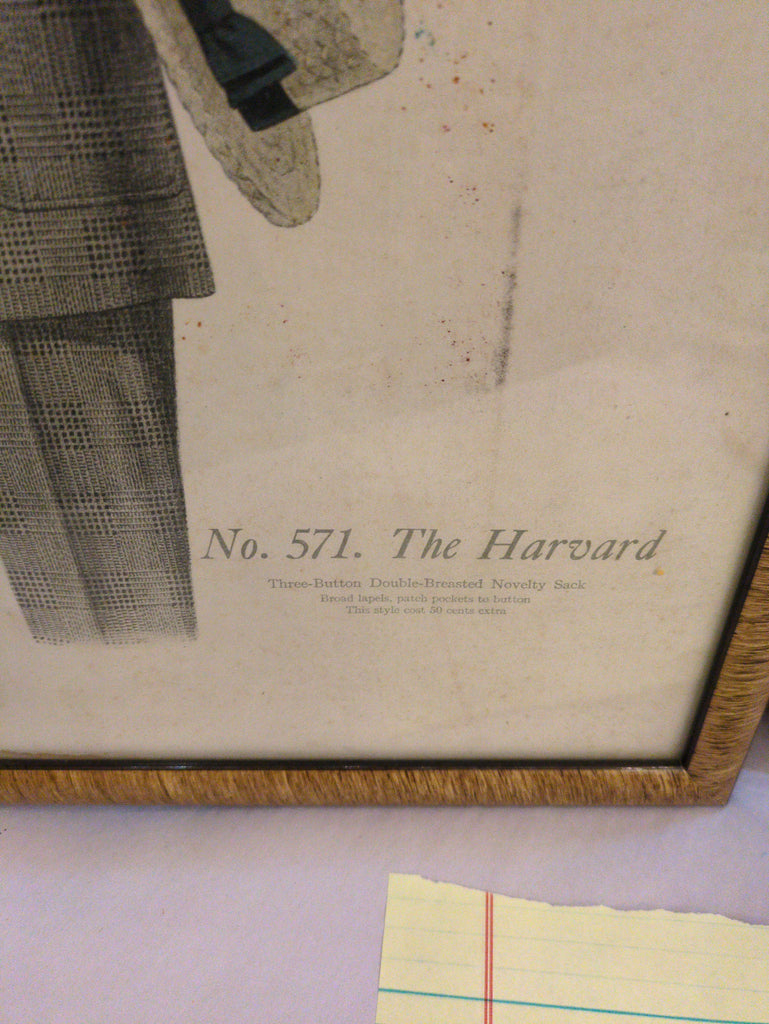 No. 571. The Harvard
Three-Button Double-Breasted Novelty Sack
Broad lapels, patch pockets to button
This style cost 50 cents extra